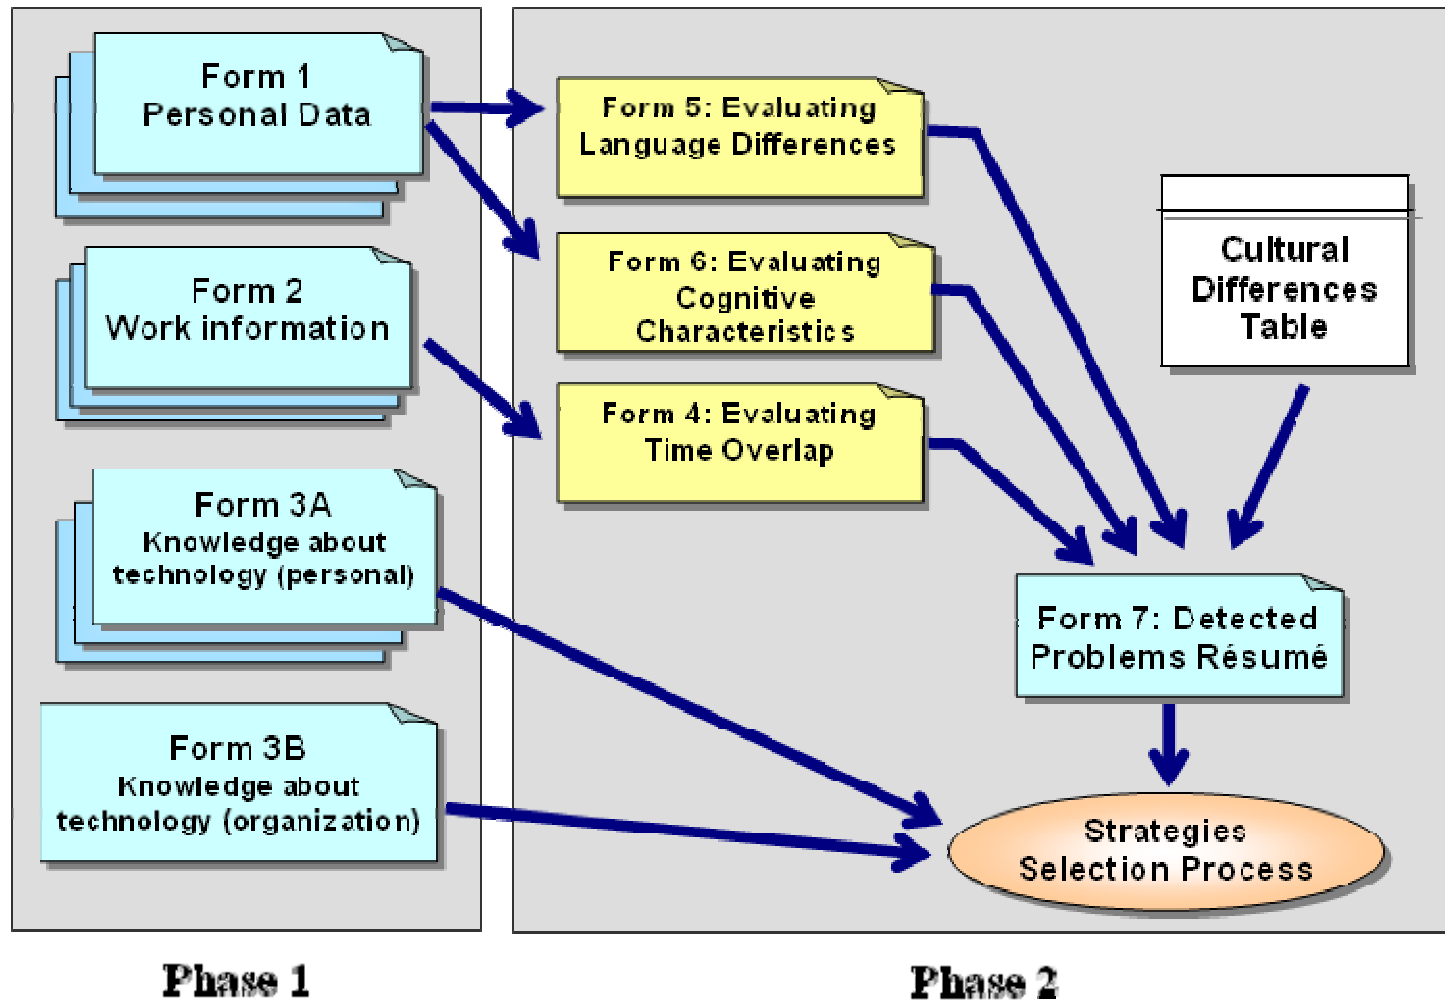 Form 1
Personal Data
Form 2
Work information
Form 3A
Knowledge about
technology (personal)
Form 3B
Knowledge about
technology (organization)
Form 5: Evaluating
Language Differences
Form 6: Evaluating
Cognitive
Characteristics
Form 4: Evaluating
Time Overlap
Cultural
Differences
Table
Form 7: Detected
Problems Résumé
Strategies
Selection Process
Phase 1
Phase 2